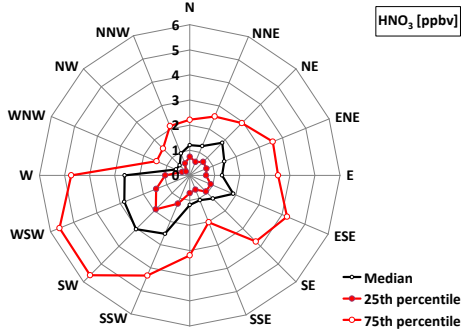 N
6
HNO₃ [ppbv]
NNW
NNE
5
NW
NE
4
3
WNW
ENE
2
1
W
0
E
WSW
ESE
SW
SE
SSW
SSE
S
Median
25th percentile
75th percentile